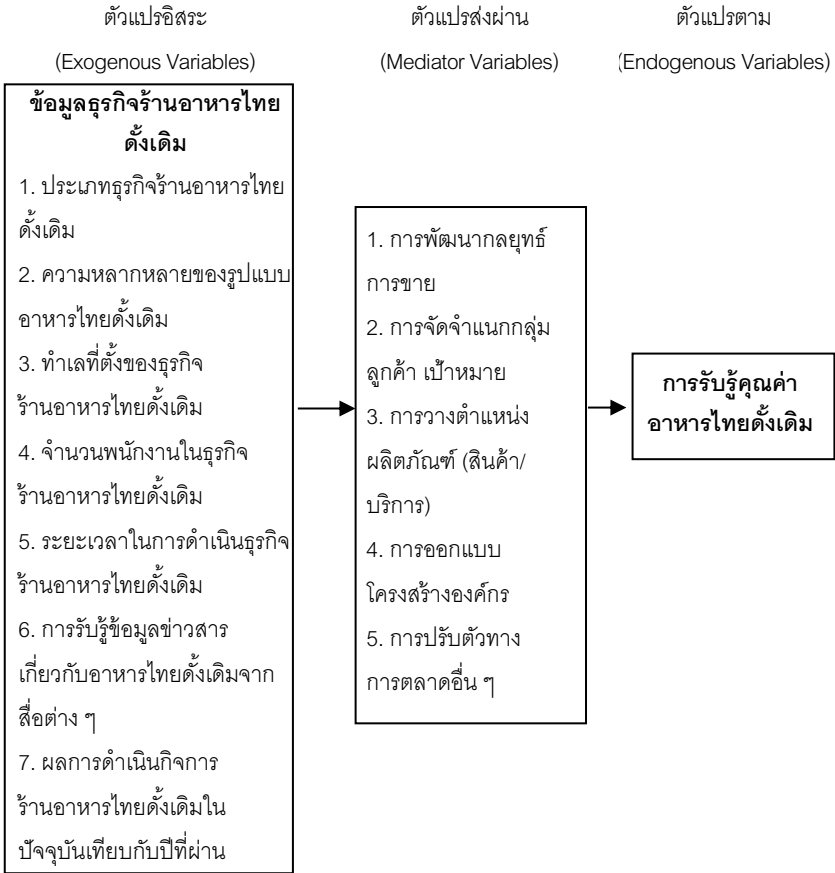 ตัวแปรอิสระ
(Exogenous Variables)
ข้อมูลธุรกิจร้านอาหารไทย
ดั้งเดิม
1. ประเภทธุรกิจร้านอาหารไทย
ดั้งเดิม
2. ความหลากหลายของรูปแบบ
อาหารไทยดั้งเดิม
3. ทำเลที่ตั้งของธุรกิจ
ร้านอาหารไทยดั้งเดิม
4. จำนวนพนักงานในธุรกิจ
ร้านอาหารไทยดั้งเดิม
5. ระยะเวลาในการดำเนินธุรกิจ
ร้านอาหารไทยดั้งเดิม
6. การรับรู้ข้อมูลข่าวสาร
เกี่ยวกับอาหารไทยดั้งเดิมจาก
สื่อต่าง ๆ
7. ผลการดำเนินกิจการ
ร้านอาหารไทยดั้งเดิมใน
ปัจจุบันเทียบกับปีที่ผ่าน
ตัวแปรส่งผ่าน
(Mediator Variables)
1. การพัฒนากลยุทธ์
การขาย
2. การจัดจำแนกกลุ่ม
ลูกค้า เป้าหมาย
3. การวางตำแหน่ง
ผลิตภัณฑ์ (สินค้า/
บริการ)
4. การออกแบบ
โครงสร้างองค์กร
5. การปรับตัวทาง
การตลาดอื่น ๆ
ตัวแปรตาม
(Endogenous Variables)
การรับรู้คุณค่า
อาหารไทยดั้งเดิม